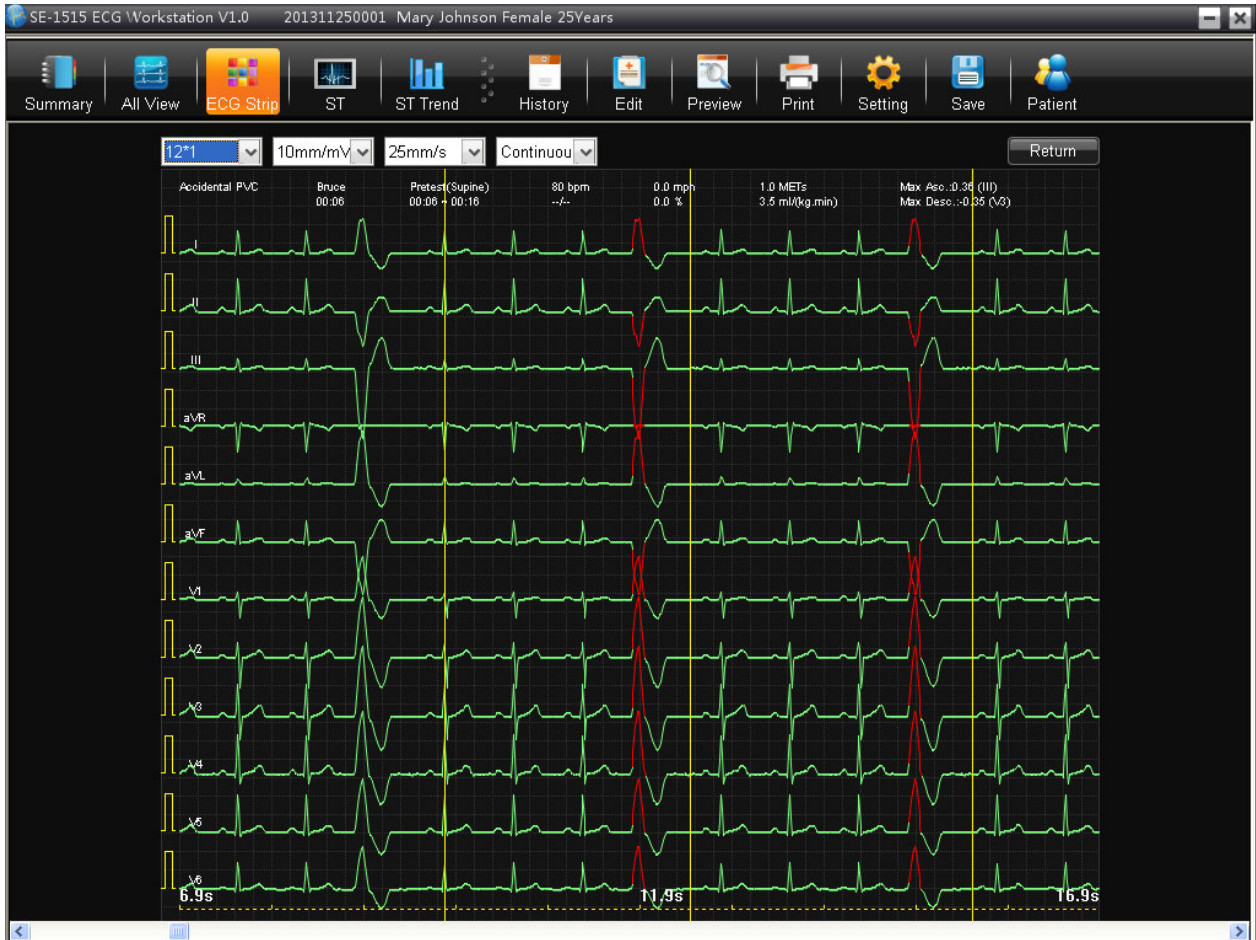 SE-1515 ECG Workstation V1.0 201311250001 Mary Johnson Female 25Years
Summary All View ECG Strip ST ST Trend History Edit Preview Print Setting Save Patient
12*1 10mm/mV 25mm/s Continuou Return
Accidental PVC Bruce Pretest(Supine) 80 bpm 0.0 mph 1.0 METs Max Asc.:0.36 (III)
00:06 00:06 ~ 00:16 --/-- 0.0 % 3.5 ml/(kg.min) Max Desc.:-0.35 (V3)
I
II
III
aVR
aVL
aVF
V1
V2
V3
V4
V5
V6
6.9s 11.9s 16.9s